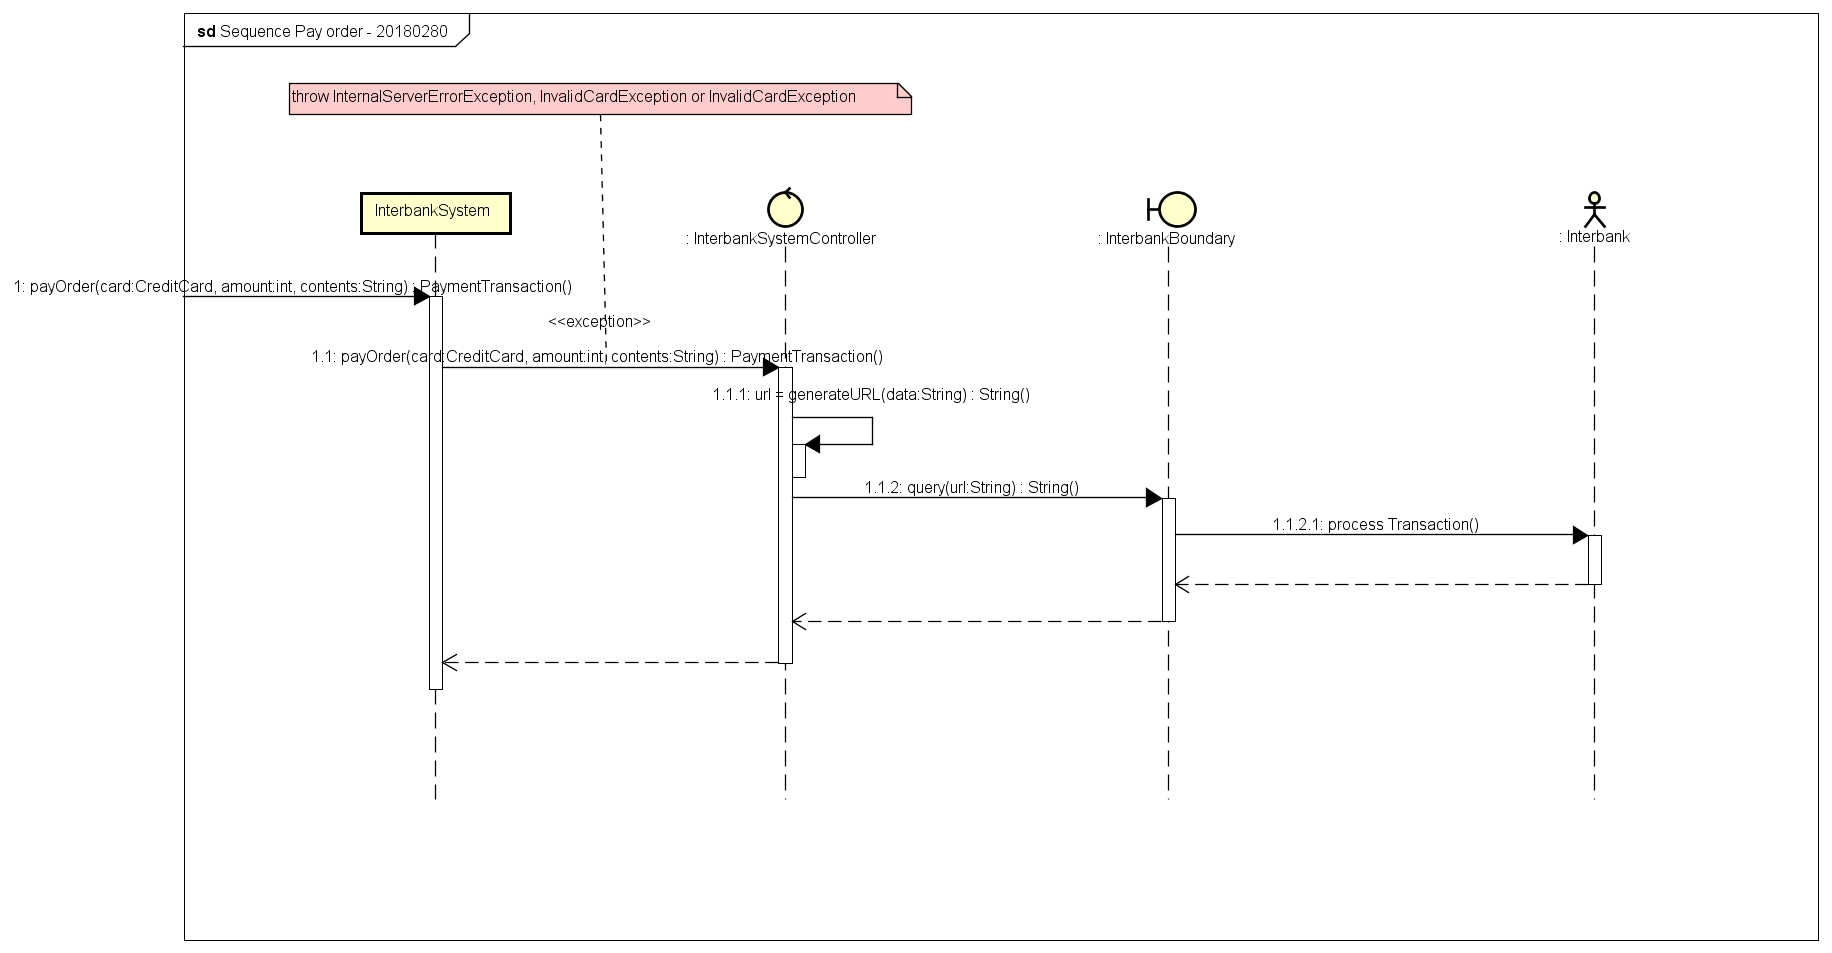 sd Sequence Pay order - 20180280
throw InternalServerErrorException, InvalidCardException or InvalidCardException
InterbankSystem
: InterbankSystemController
: InterbankBoundary
: Interbank
1: payOrder(card:CreditCard, amount:int, contents:String) : PaymentTransaction()
<<exception>>
1.1: payOrder(card:CreditCard, amount:int, contents:String) : PaymentTransaction()
1.1.1: url = generateURL(data:String) : String()
1.1.2: query(url:String) : String()
1.1.2.1: process Transaction()